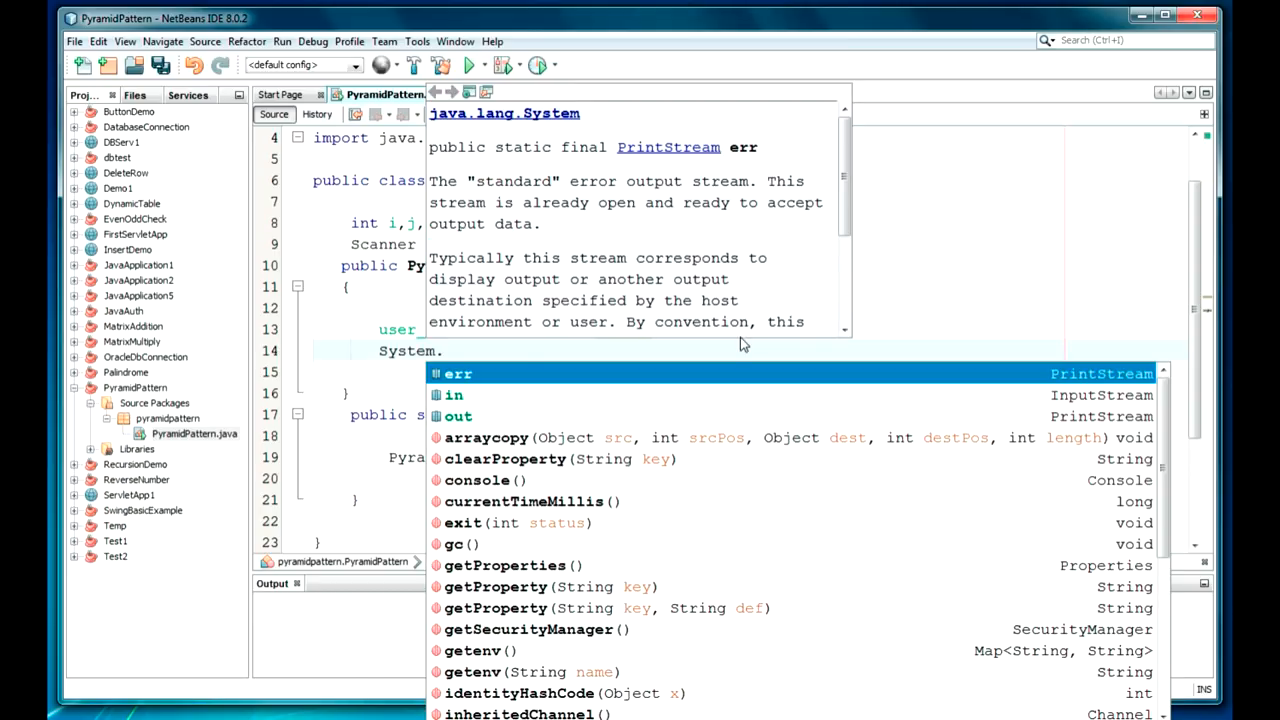 PyramidPattern - NetBeans IDE 8.0.2
File Edit View Navigate Source Refactor Run Debug Profile Team Tools Window Help
Search (Ctrl+I)
<default config>
Proj... Files Services
ButtonDemo
DatabaseConnection
DBServ1
dbtest
DeleteRow
Demo1
DynamicTable
EvenOddCheck
FirstServletApp
InsertDemo
JavaApplication1
JavaApplication2
JavaApplication5
JavaAuth
MatrixAddition
MatrixMultiply
OracleDbConnection
Palindrome
PyramidPattern
Source Packages
pyramidpattern
PyramidPattern.java
Libraries
RecursionDemo
ReverseNumber
ServletApp1
SwingBasicExample
Temp
Test1
Test2
Start Page PyramidPattern.
Source History
4 import java.
5
6 public class
7
8 int i,j,
9 Scanner
10 public Py
11 {
12
13 user_
14 System.
15
16 }
17 public s
18
19 Pyra
20
21 }
22
23 }
java.lang.System
public static final PrintStream err
The "standard" error output stream. This
stream is already open and ready to accept
output data.
Typically this stream corresponds to
display output or another output
destination specified by the host
environment or user. By convention, this
err PrintStream
in InputStream
out PrintStream
arraycopy(Object src, int srcPos, Object dest, int destPos, int length) void
clearProperty(String key) String
console() Console
currentTimeMillis() long
exit(int status) void
gc() void
getProperties() Properties
getProperty(String key) String
getProperty(String key, String def) String
getSecurityManager() SecurityManager
getenv() Map<String, String>
getenv(String name) String
identityHashCode(Object x) int
inheritedChannel() Channel
pyramidpattern.PyramidPattern
Output
INS